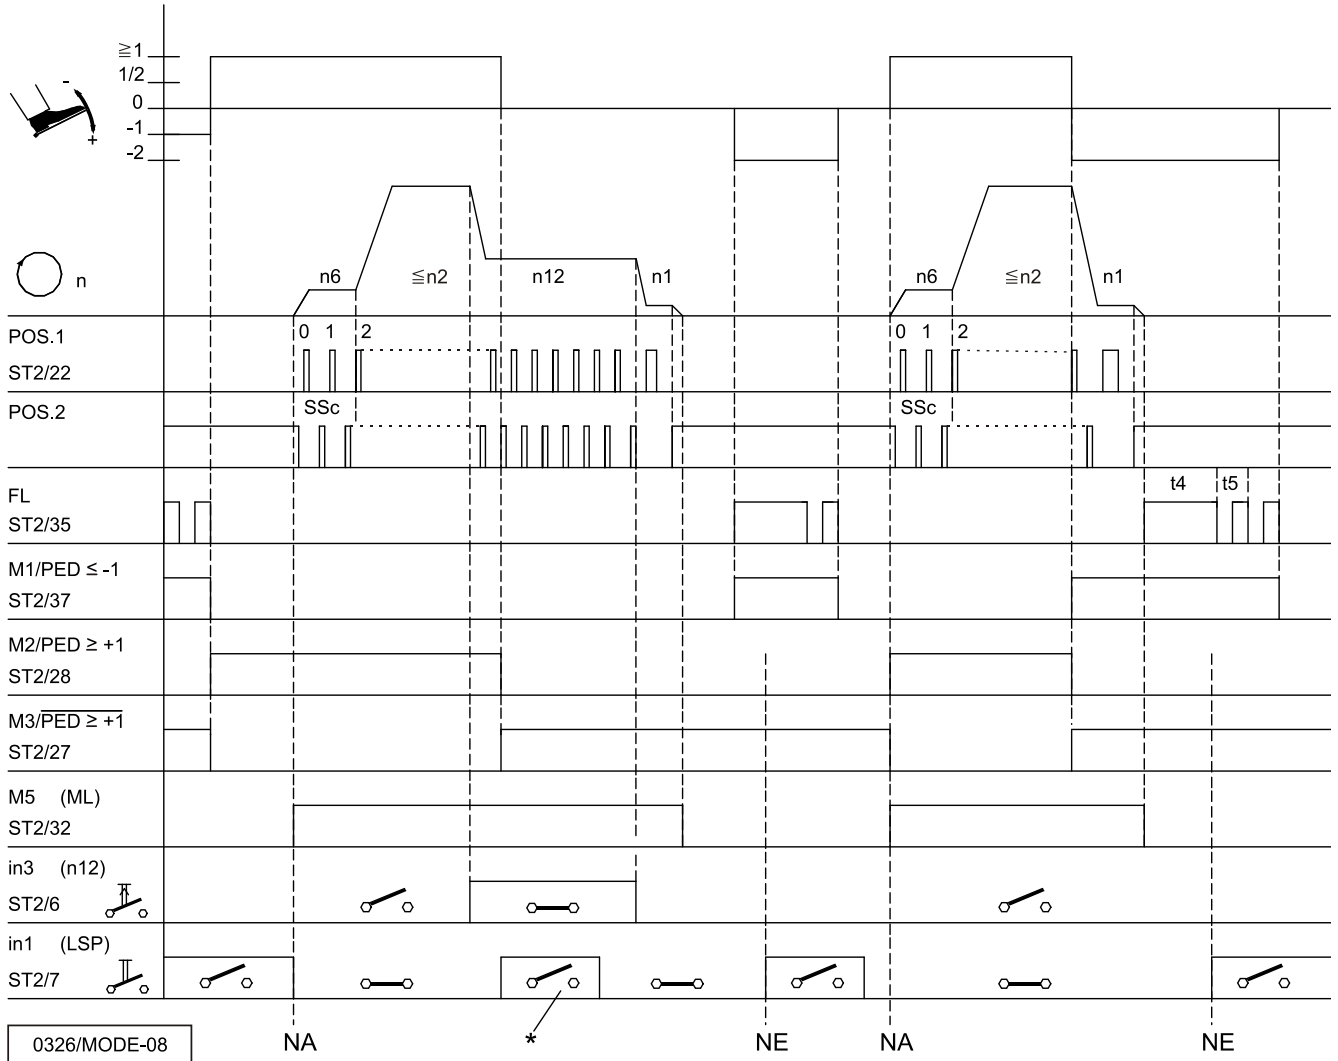 ≧1
1/2
0
-1
-2
-
+
n
n6 ≦n2 n12 n1 n6 ≦n2 n1
POS.1 0 1 2 0 1 2
ST2/22
POS.2 SSc SSc
FL t4 t5
ST2/35
M1/PED ≤ -1
ST2/37
M2/PED ≥ +1
ST2/28
M3/PED ≥ +1
ST2/27
M5 (ML)
ST2/32
in3 (n12)
ST2/6
in1 (LSP)
ST2/7
0326/MODE-08 NA * NE NA NE